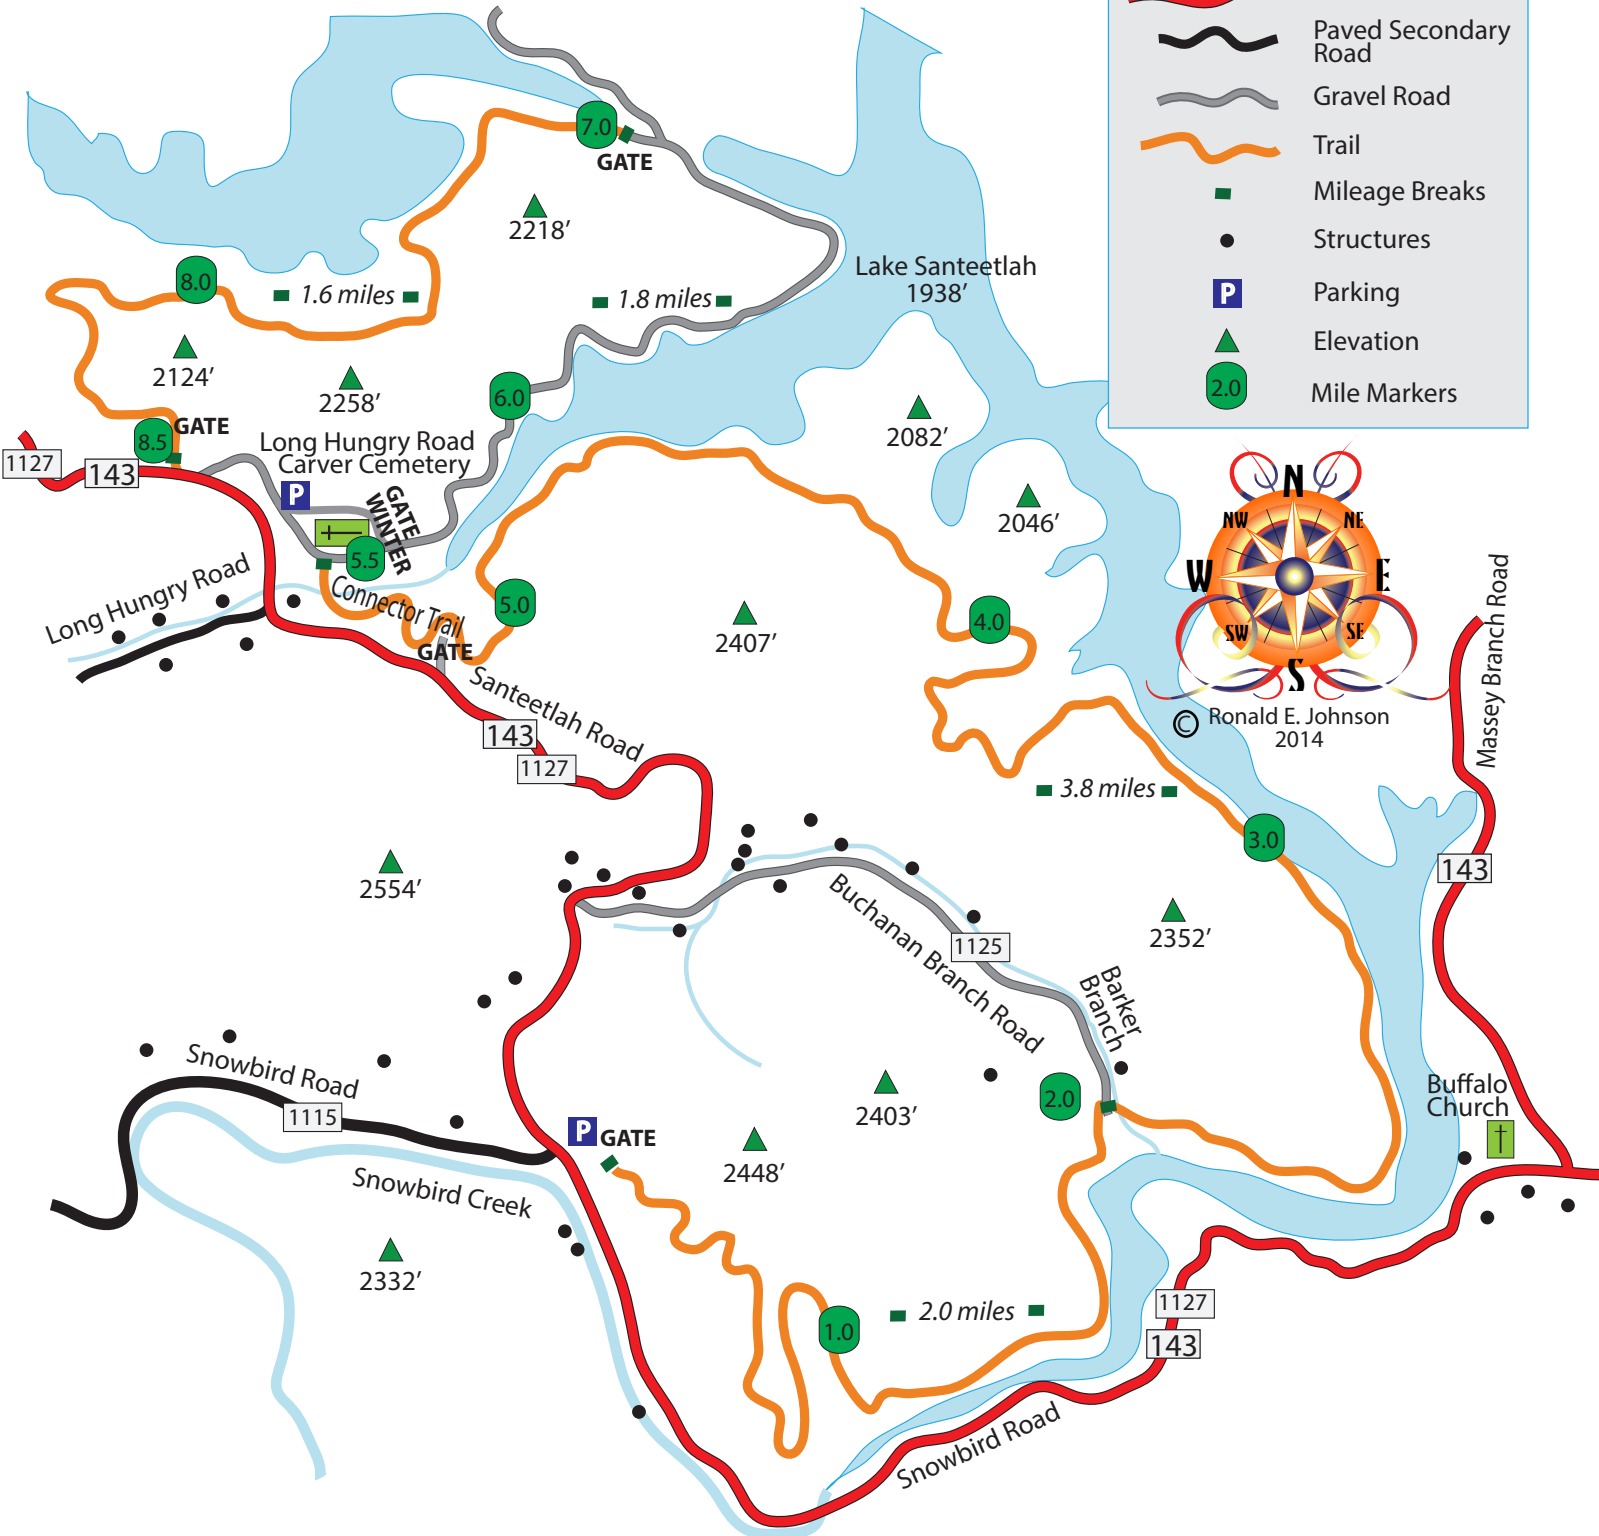 Paved Secondary
Road
Gravel Road
Trail
Mileage Breaks
Structures
P
Parking
Elevation
2.0
Mile Markers
7.0
GATE
2218’
8.0
1.6 miles
1.8 miles
Lake Santeetlah
1938’
2124’
2258’
6.0
2082’
8.5
GATE
Long Hungry Road
Carver Cemetery
1127
143
P
GATE
WINTER
2046’
N
NW
NE
W
E
SW
SE
S
© Ronald E. Johnson
2014
5.5
Long Hungry Road
Connector Trail
5.0
4.0
2407’
GATE
Santeetlah Road
143
1127
Massey Branch Road
3.8 miles
3.0
143
2554’
Buchanan Branch Road
1125
2352’
Barker
Branch
Snowbird Road
1115
2.0
2403’
Buffalo
Church
P
GATE
2448’
Snowbird Creek
2332’
1.0
2.0 miles
1127
143
Snowbird Road